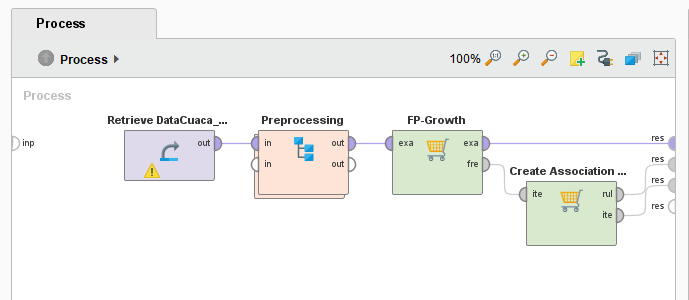 Process
Process
100%
Process
Retrieve DataCuaca_...
Preprocessing
FP-Growth
inp
out
in
out
in
out
exa
exa
fre
res
res
res
res
Create Association ...
ite
rul
ite